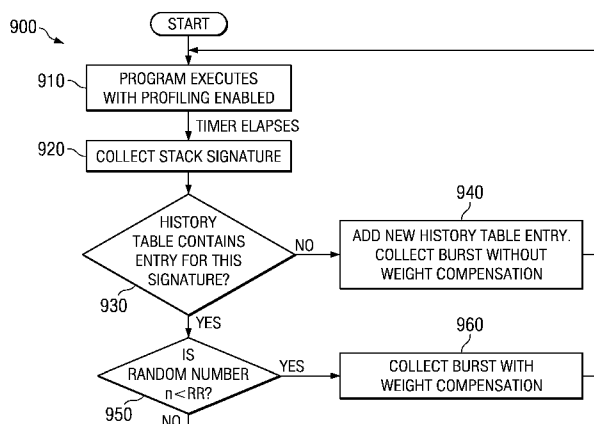 900
START
910
PROGRAM EXECUTES
WITH PROFILING ENABLED
TIMER ELAPSES
920
COLLECT STACK SIGNATURE
HISTORY
TABLE CONTAINS
ENTRY FOR THIS
SIGNATURE?
930
NO
940
ADD NEW HISTORY TABLE ENTRY.
COLLECT BURST WITHOUT
WEIGHT COMPENSATION
YES
IS
RANDOM NUMBER
n<RR?
950
YES
960
COLLECT BURST WITH
WEIGHT COMPENSATION
NO